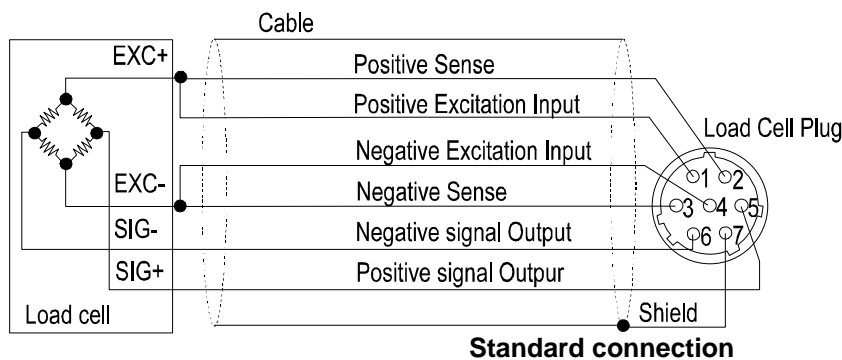 Cable
EXC+
Positive Sense
Positive Excitation Input
Load Cell Plug
Negative Excitation Input
1 2
EXC-
Negative Sense
3 4 5
SIG-
Negative signal Output
6 7
SIG+
Positive signal Outpur
Load cell
Shield
Standard connection